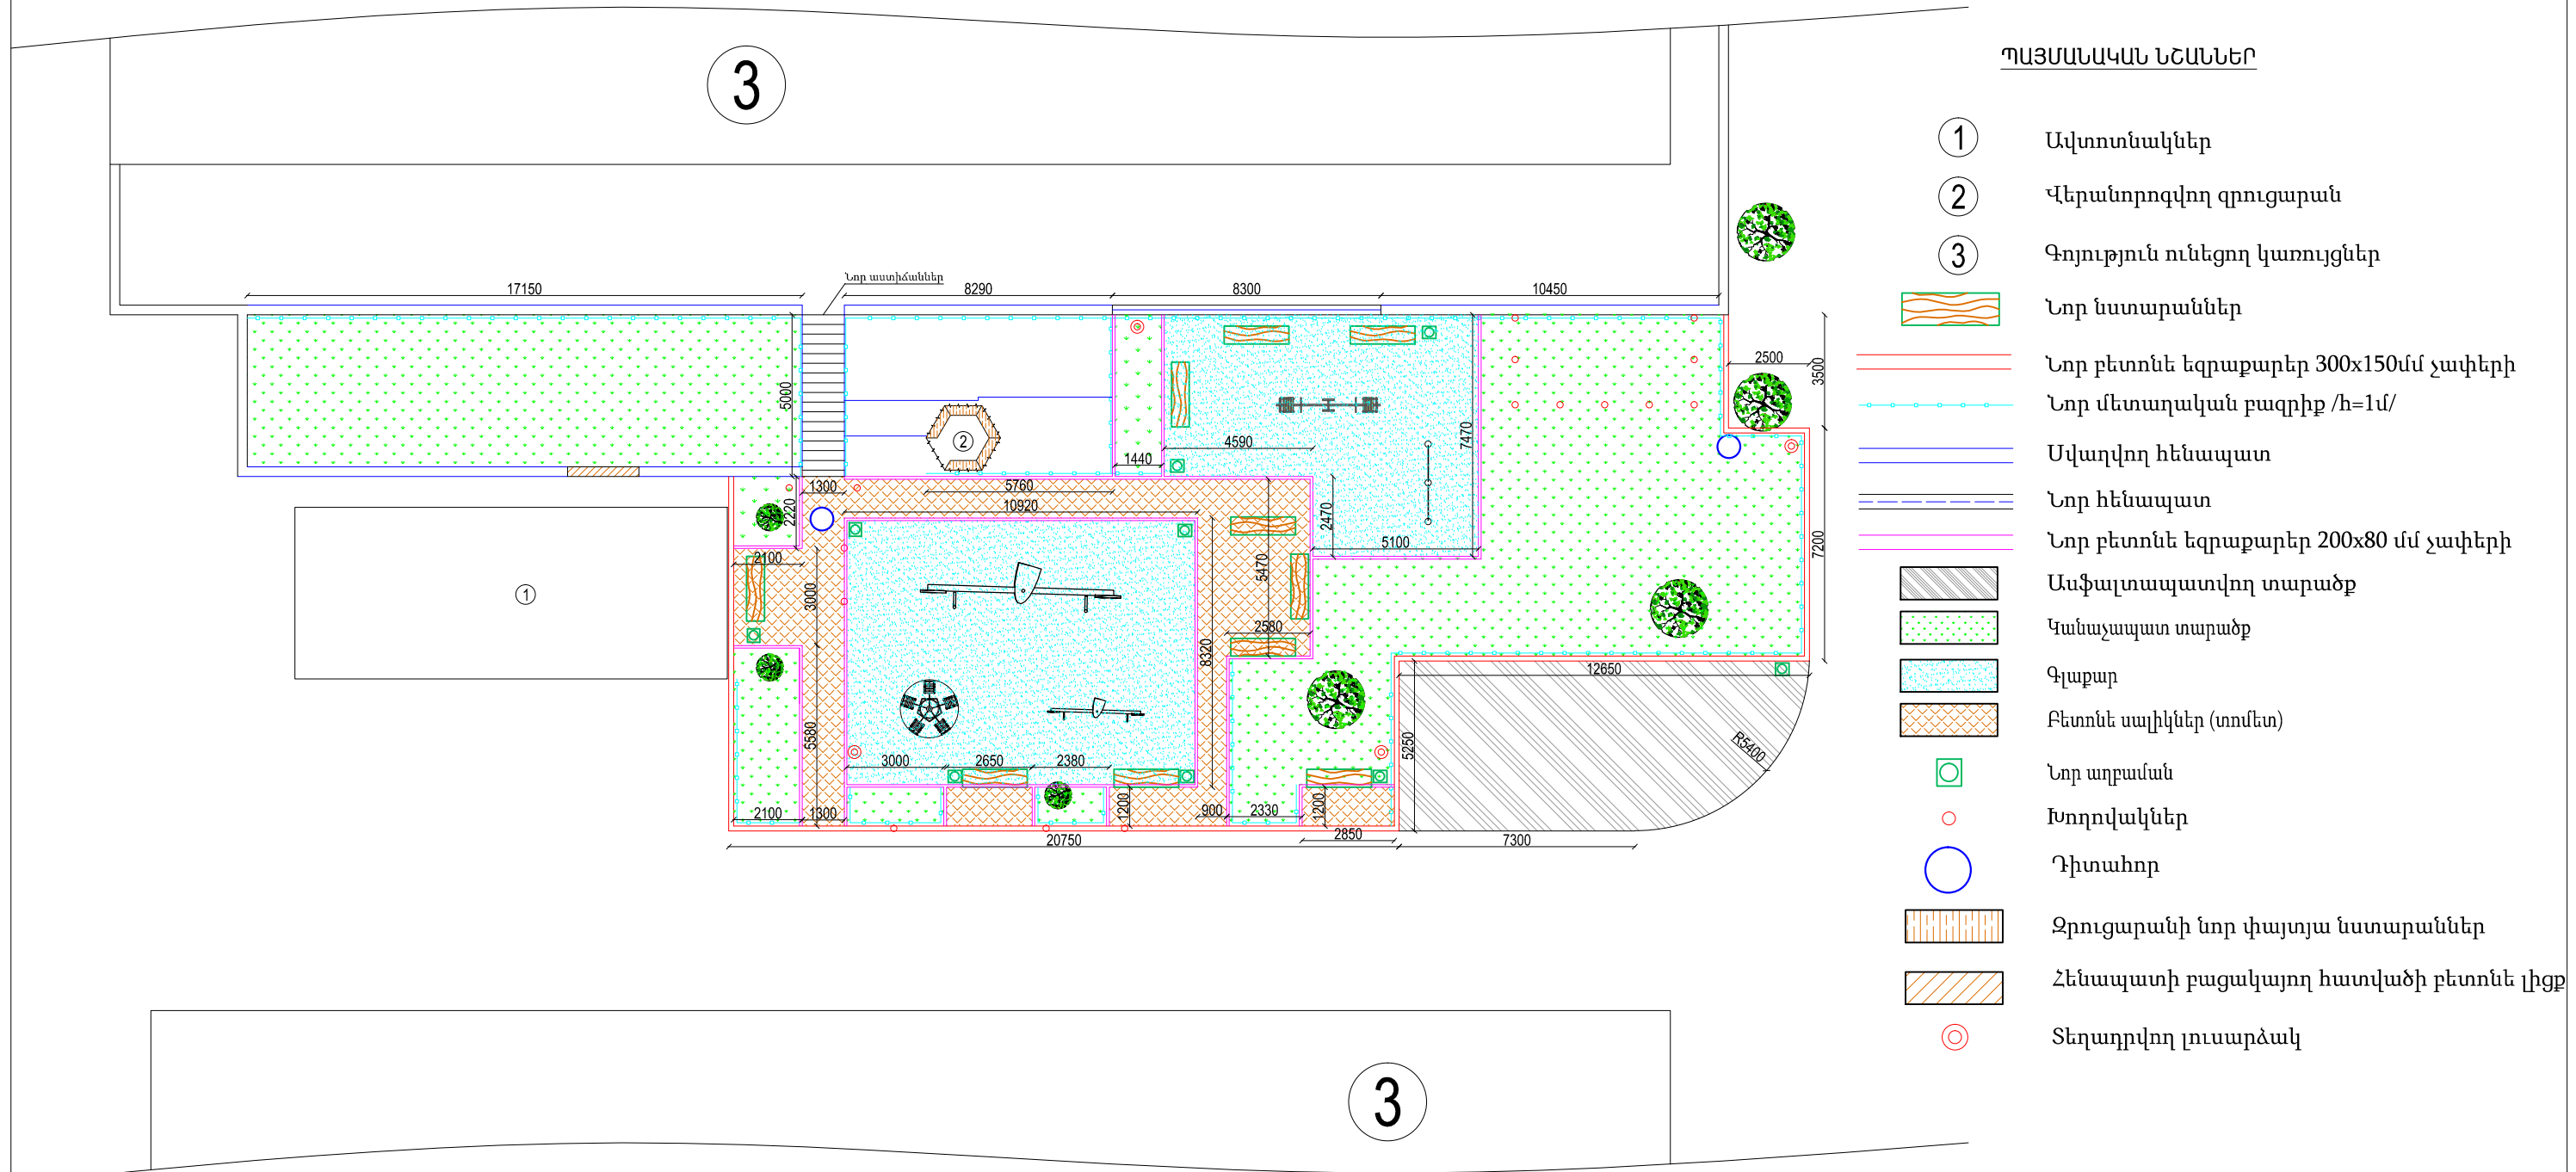 3
ՊԱՅՄԱՆԱԿԱՆ ՆՇԱՆՆԵՐ
1 Ավտոտնակներ
2 Վերանորոգվող զրուցարան
3 Գոյություն ունեցող կառույցներ
Նոր նստարաններ
Նոր բետոնե եզրաքարեր 300x150մմ չափերի
Նոր մետաղական բազրիք /h=1մ/
Սվաղվող հենապատ
Նոր հենապատ
Նոր բետոնե եզրաքարեր 200x80 մմ չափերի
Ասֆալտապատվող տարածք
Կանաչապատ տարածք
Գլաքար
Բետոնե սալիկներ (տոմետ)
Նոր աղբաման
Խողովակներ
Դիտահոր
Զրուցարանի նոր փայտյա նստարաններ
Հենապատի բացակայող հատվածի բետոնե լիցք
Տեղադրվող լուսարձակ
Նոր աստիճաններ
17150
8290
8300
10450
2500
3500
5000
2
4590
7470
1440
1300
5760
10920
2220
2470
5100
7200
2100
5470
1
3000
2580
8320
12650
5580
5250
R5400
3000
2650
2380
2100
1300
1200
900
2330
1200
2850
20750
7300
3